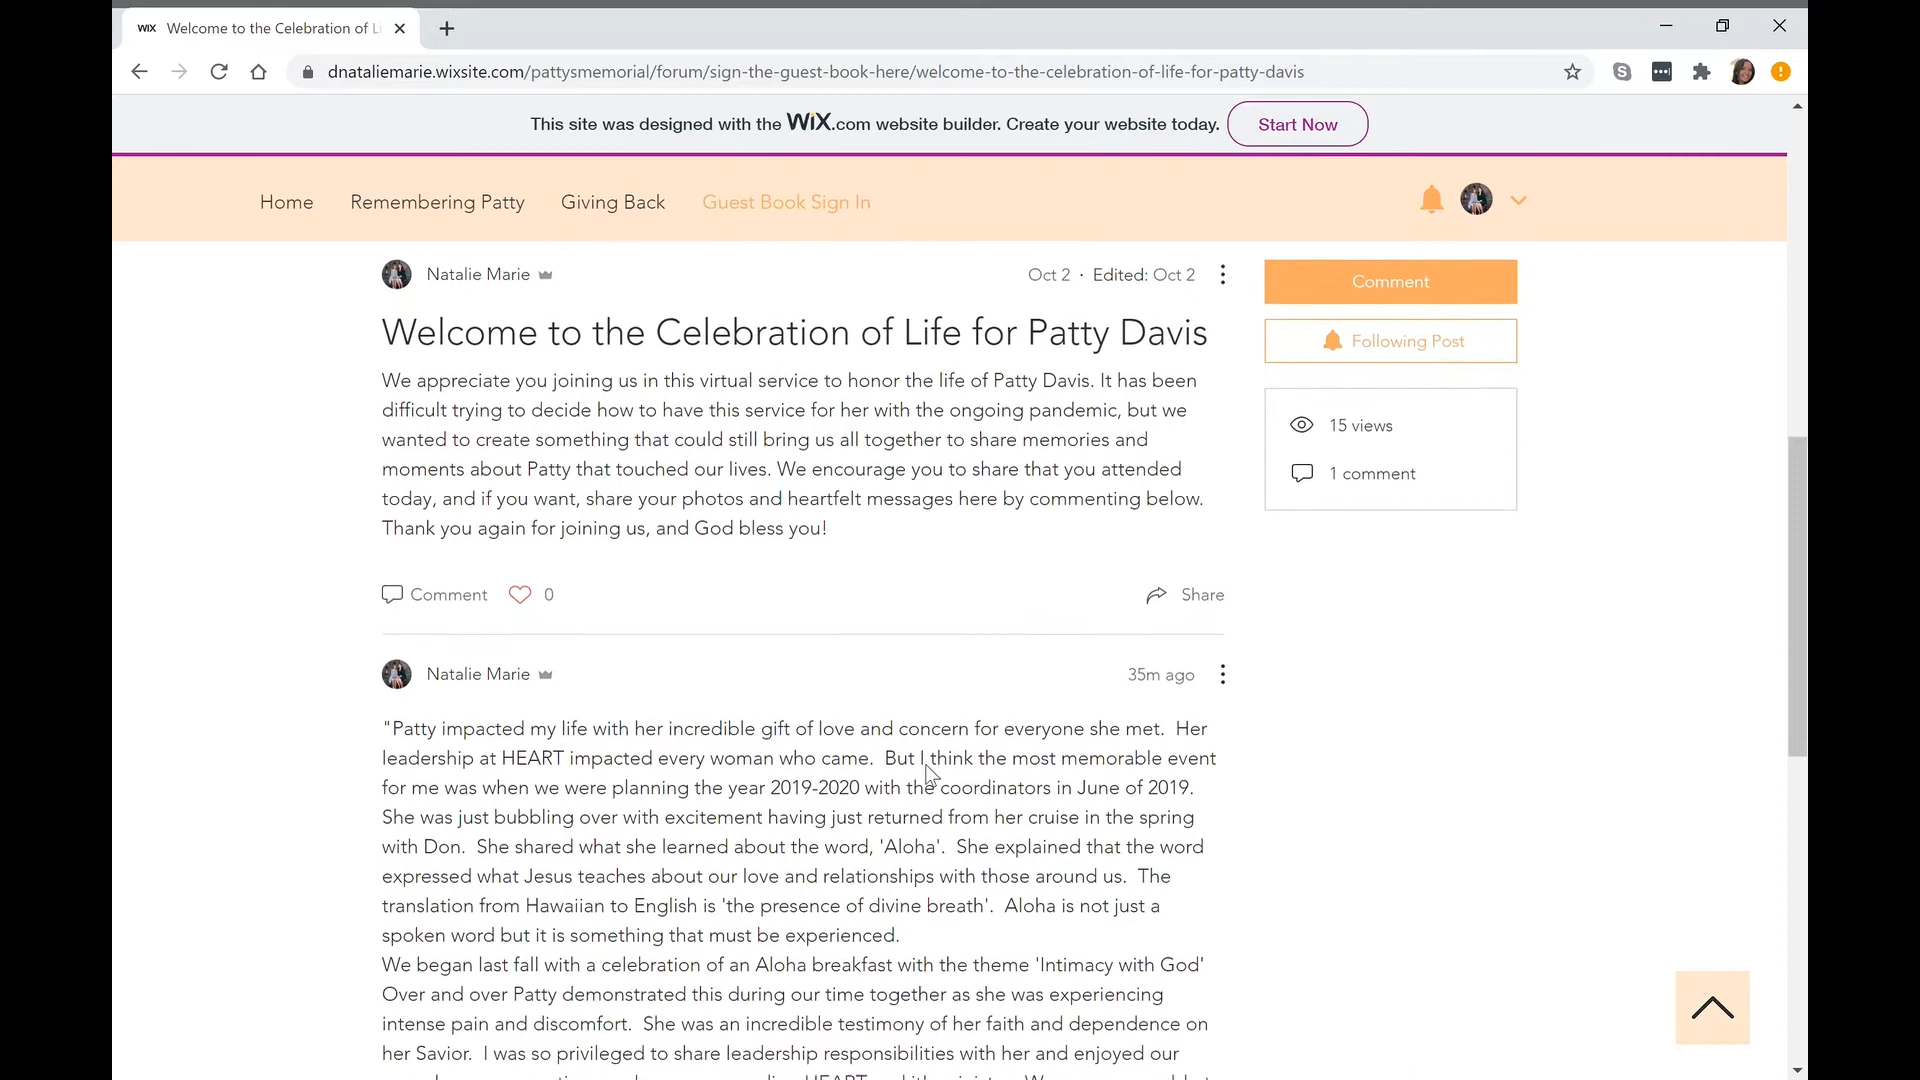 WIX Welcome to the Celebration of Li
dnataliemarie.wixsite.com/pattysmemorial/forum/sign-the-guest-book-here/welcome-to-the-celebration-of-life-for-patty-davis
This site was designed with the WiX.com website builder. Create your website today. Start Now
Home Remembering Patty Giving Back Guest Book Sign In
Natalie Marie Oct 2 · Edited: Oct 2
Comment
Welcome to the Celebration of Life for Patty Davis
Following Post
We appreciate you joining us in this virtual service to honor the life of Patty Davis. It has been
difficult trying to decide how to have this service for her with the ongoing pandemic, but we
wanted to create something that could still bring us all together to share memories and
moments about Patty that touched our lives. We encourage you to share that you attended
today, and if you want, share your photos and heartfelt messages here by commenting below.
Thank you again for joining us, and God bless you!
15 views
1 comment
Comment 0 Share
Natalie Marie 35m ago
"Patty impacted my life with her incredible gift of love and concern for everyone she met. Her
leadership at HEART impacted every woman who came. But I think the most memorable event
for me was when we were planning the year 2019-2020 with the coordinators in June of 2019.
She was just bubbling over with excitement having just returned from her cruise in the spring
with Don. She shared what she learned about the word, 'Aloha'. She explained that the word
expressed what Jesus teaches about our love and relationships with those around us. The
translation from Hawaiian to English is 'the presence of divine breath'. Aloha is not just a
spoken word but it is something that must be experienced.
We began last fall with a celebration of an Aloha breakfast with the theme 'Intimacy with God'
Over and over Patty demonstrated this during our time together as she was experiencing
intense pain and discomfort. She was an incredible testimony of her faith and dependence on
her Savior. I was so privileged to share leadership responsibilities with her and enjoyed our